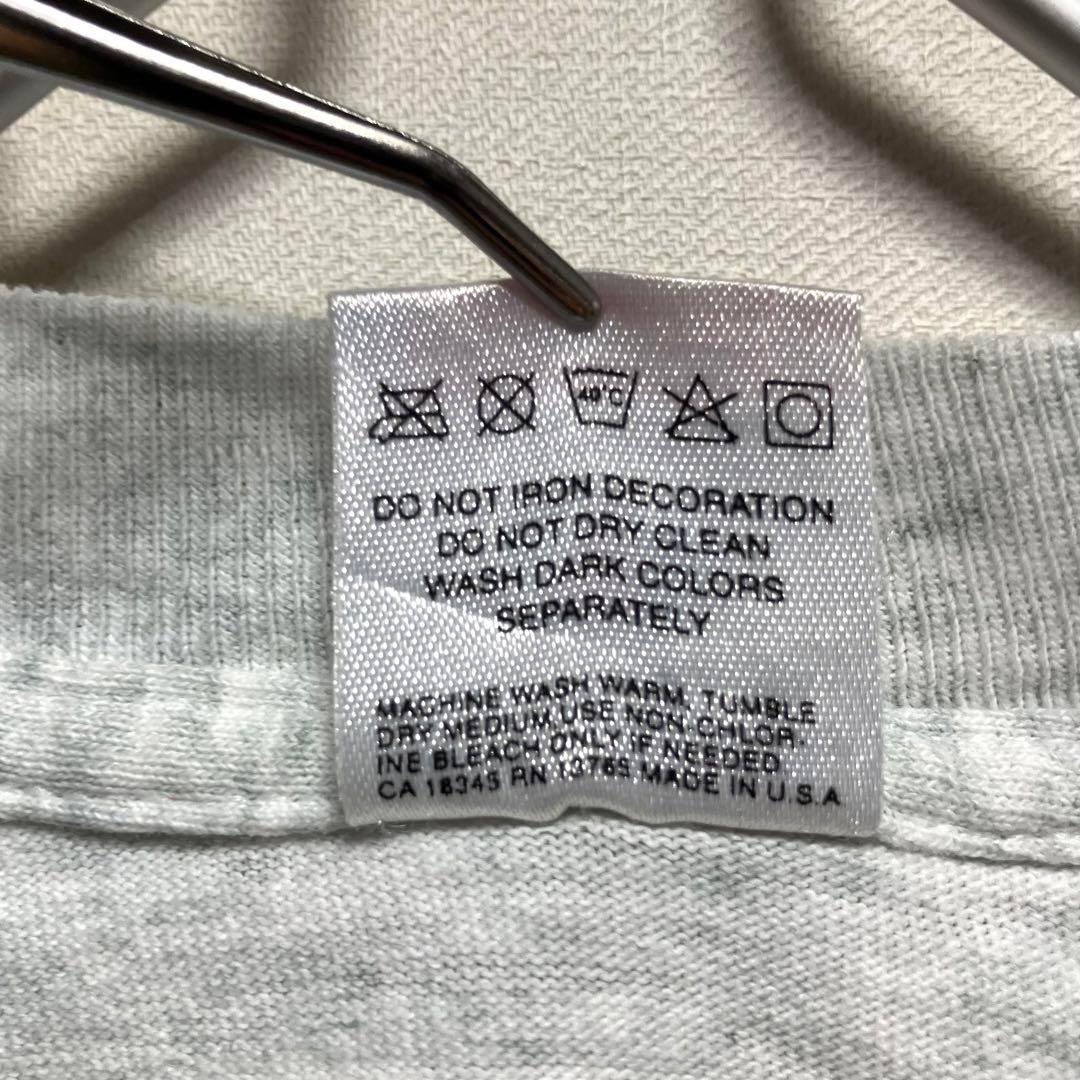 40°C
DO NOT IRON DECORATION
DO NOT DRY CLEAN
WASH DARK COLORS
SEPARATELY
MACHINE WASH WARM, TUMBLE
DRY MEDIUM, USE NON-CHLOR-
INE BLEACH ONLY IF NEEDED.
CA 18345 RN 13765 MADE IN U.S.A